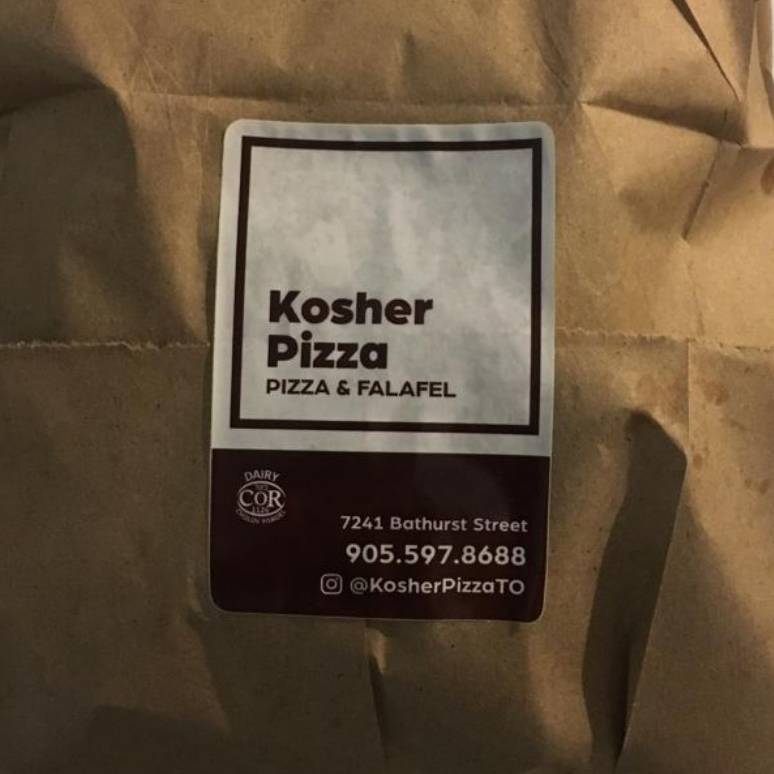 Kosher
Pizza
PIZZA & FALAFEL
DAIRY
COR
7241 Bathurst Street
905.597.8688
@KosherPizzaTO